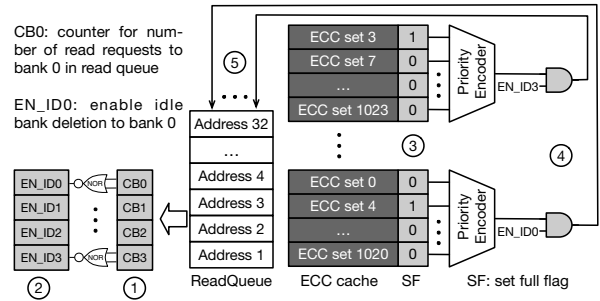 CB0: counter for num-
ber of read requests to
bank 0 in read queue
EN_ID0: enable idle
bank deletion to bank 0
5
Address 32
...
Address 4
Address 3
Address 2
Address 1
ReadQueue
EN_ID0
EN_ID1
EN_ID2
EN_ID3
2
NOR
NOR
CB0
CB1
CB2
CB3
1
ECC set 3 1
ECC set 7 0
... 0
ECC set 1023 0
Priority
Encoder
EN_ID3
3
4
ECC set 0 0
ECC set 4 1
... 0
ECC set 1020 0
Priority
Encoder
EN_ID0
ECC cache SF
SF: set full flag